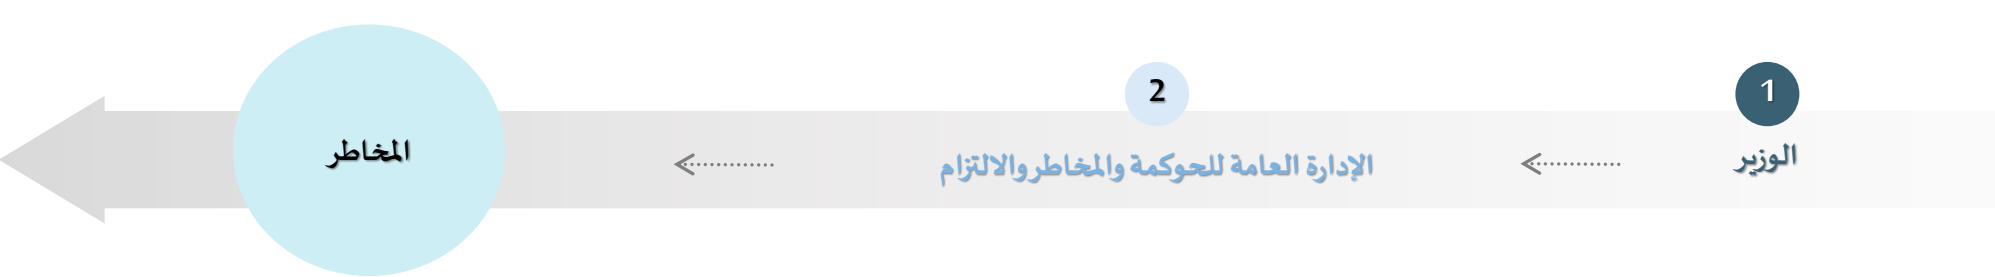 1
الوزير
2
الإدارة العامة للحوكمة والمخاطر والالتزام
المخاطر